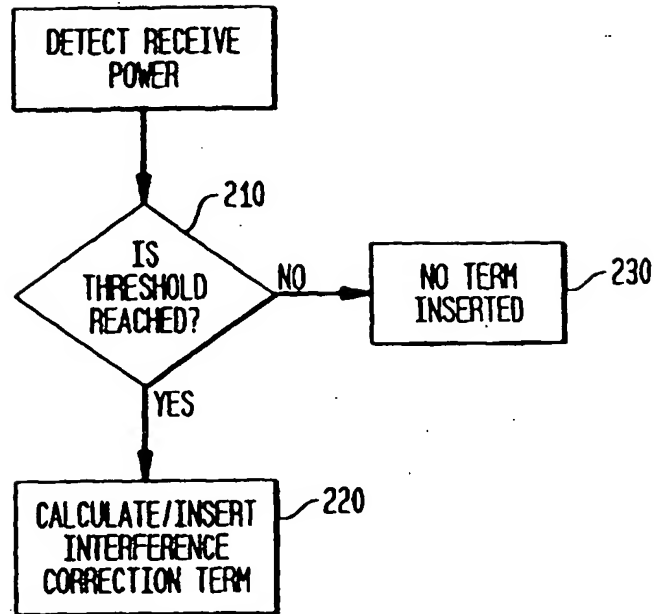 DETECT RECEIVE
POWER
210
IS
THRESHOLD
REACHED?
NO
NO TERM
INSERTED
230
YES
CALCULATE/INSERT
INTERFERENCE
CORRECTION TERM
220